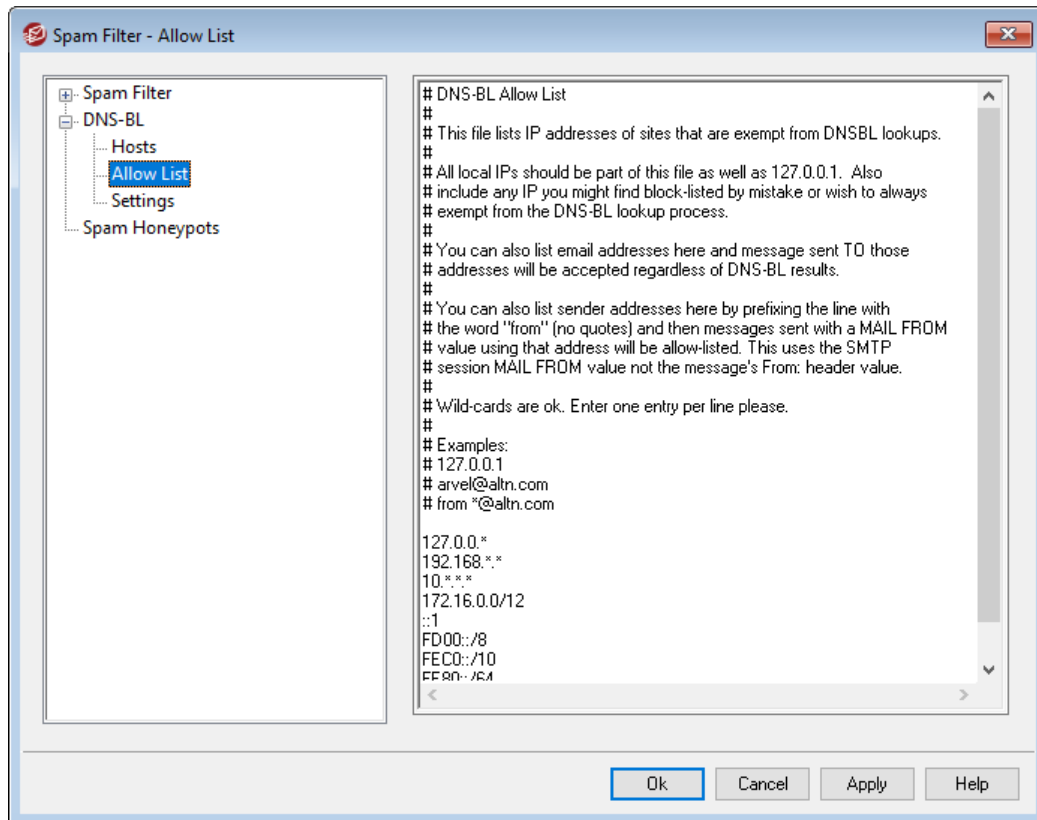 Spam Filter - Allow List
Spam Filter
DNS-BL
Hosts
Allow List
Settings
Spam Honeypots
# DNS-BL Allow List
#
# This file lists IP addresses of sites that are exempt from DNSBL lookups.
#
# All local IPs should be part of this file as well as 127.0.0.1.  Also
# include any IP you might find block-listed by mistake or wish to always
# exempt from the DNS-BL lookup process.
#
# You can also list email addresses here and message sent TO those
# addresses will be accepted regardless of DNS-BL results.
#
# You can also list sender addresses here by prefixing the line with
# the word "from" (no quotes) and then messages sent with a MAIL FROM
# value using that address will be allow-listed. This uses the SMTP
# session MAIL FROM value not the message's From: header value.
#
# Wild-cards are ok. Enter one entry per line please.
#
# Examples:
# 127.0.0.1
# arvel@altn.com
# from *@altn.com
127.0.0.*
192.168.*.*
10.*.*.*
172.16.0.0/12
::1
FD00::/8
FEC0::/10
FE80::/64
Ok
Cancel
Apply
Help